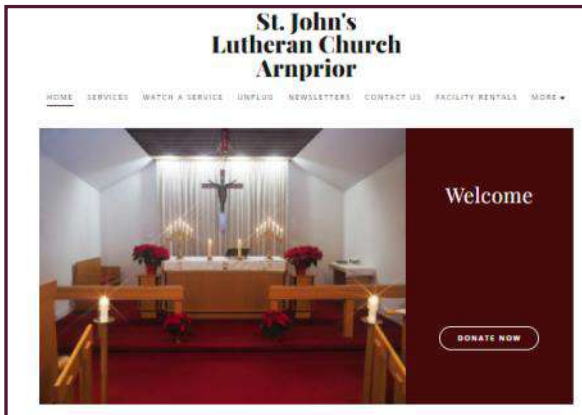 St. John's
Lutheran Church
Arnprior
HOME SERVICES WATCH A SERVICE UNPLUG NEWSLETTERS CONTACT US FACILITY RENTALS MORE
Welcome
DONATE NOW